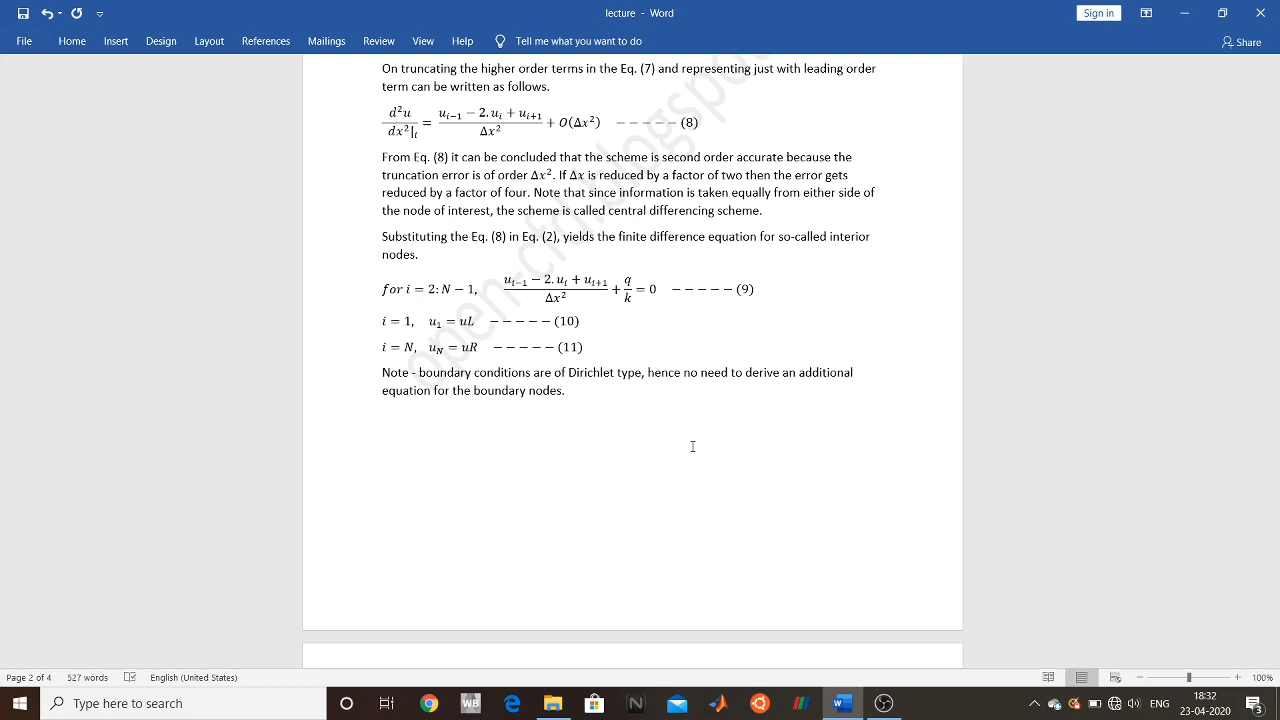 lecture - Word
Sign in
File Home Insert Design Layout References Mailings Review View Help Tell me what you want to do Share
On truncating the higher order terms in the Eq. (7) and representing just with leading order
term can be written as follows.
d²u/dx²|ᵢ = (uᵢ₋₁ − 2.uᵢ + uᵢ₊₁)/Δx² + O(Δx²) − − − − − (8)
From Eq. (8) it can be concluded that the scheme is second order accurate because the
truncation error is of order Δx². If Δx is reduced by a factor of two then the error gets
reduced by a factor of four. Note that since information is taken equally from either side of
the node of interest, the scheme is called central differencing scheme.
Substituting the Eq. (8) in Eq. (2), yields the finite difference equation for so-called interior
nodes.
for i = 2: N − 1, (uᵢ₋₁ − 2.uᵢ + uᵢ₊₁)/Δx² + q/k = 0 − − − − − (9)
i = 1, u₁ = uL − − − − − (10)
i = N, u_N = uR − − − − − (11)
Note - boundary conditions are of Dirichlet type, hence no need to derive an additional
equation for the boundary nodes.
open-cfd.blogspot
Page 2 of 4 527 words English (United States) 100%
Type here to search
WB
N
W
ENG
18:32
23-04-2020
3